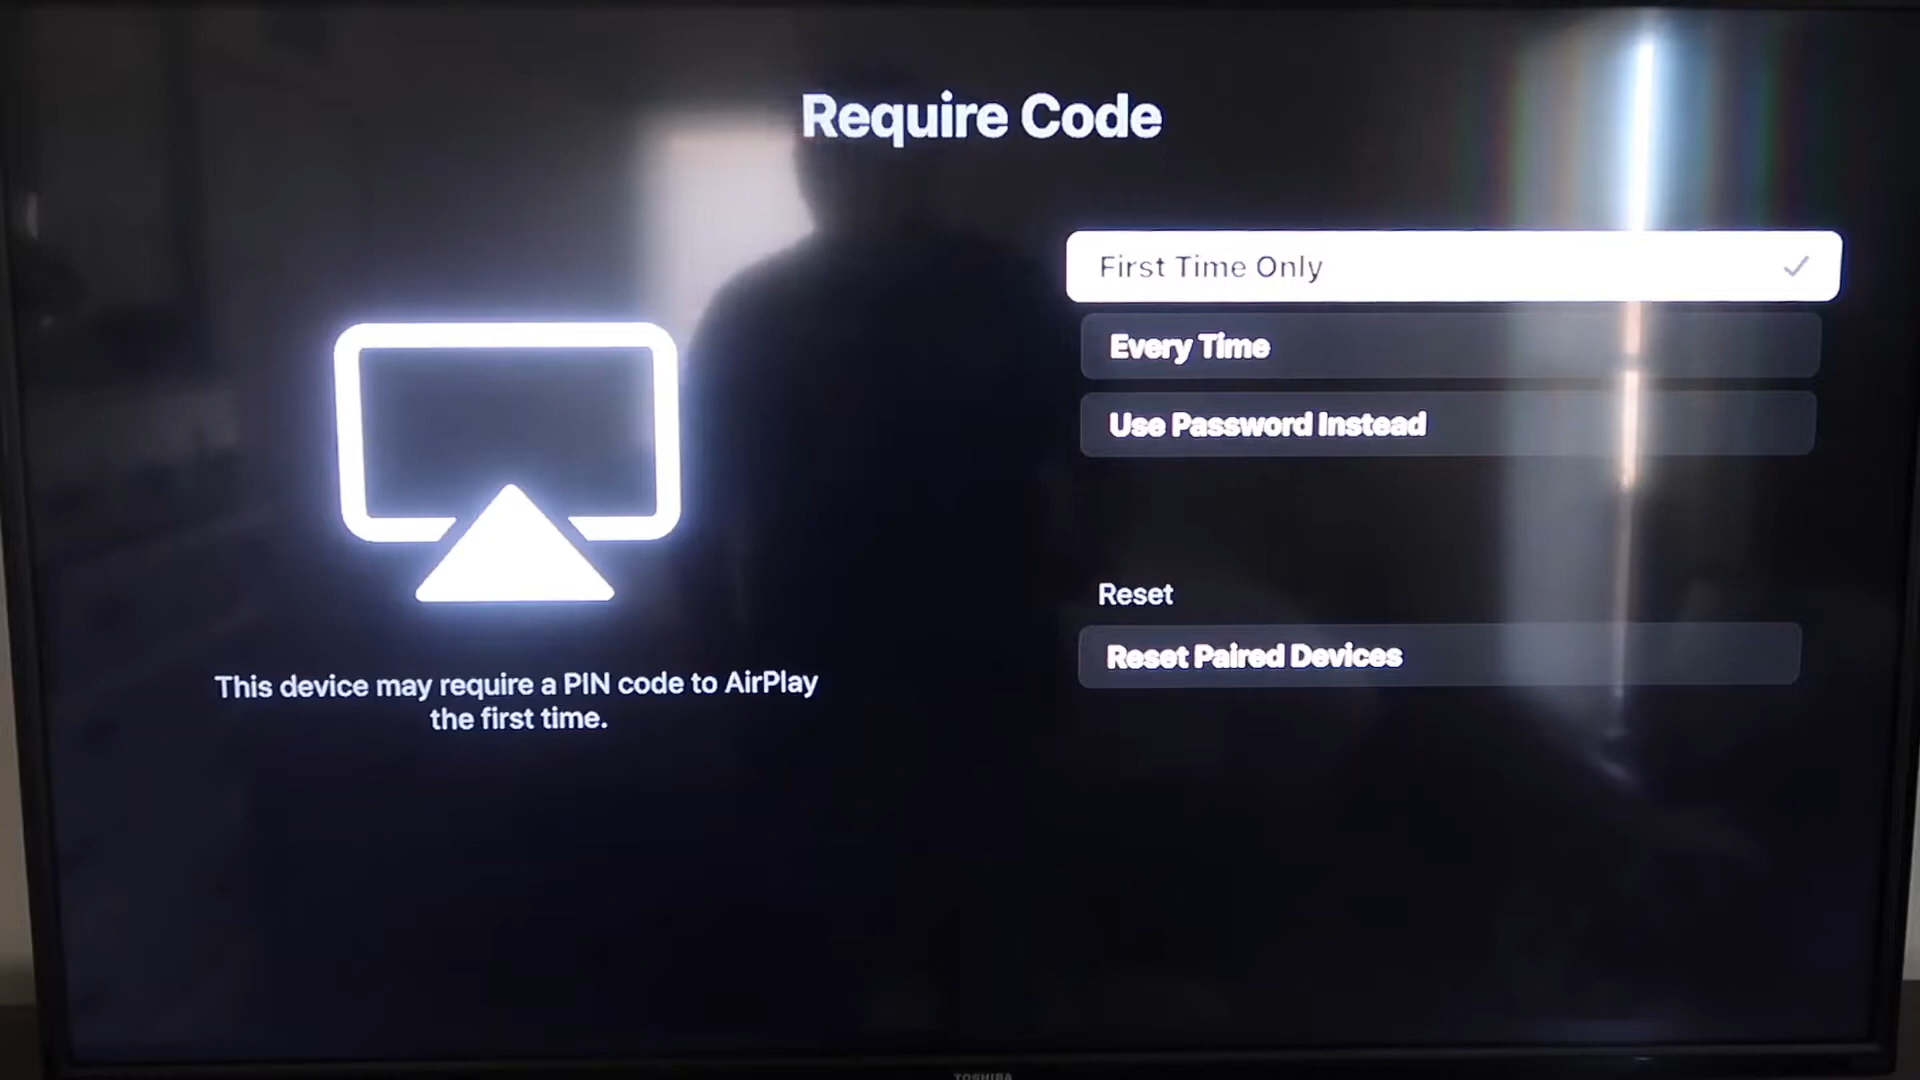 Require Code
First Time Only
Every Time
Use Password Instead
Reset
Reset Paired Devices
This device may require a PIN code to AirPlay
the first time.
TOSHIBA